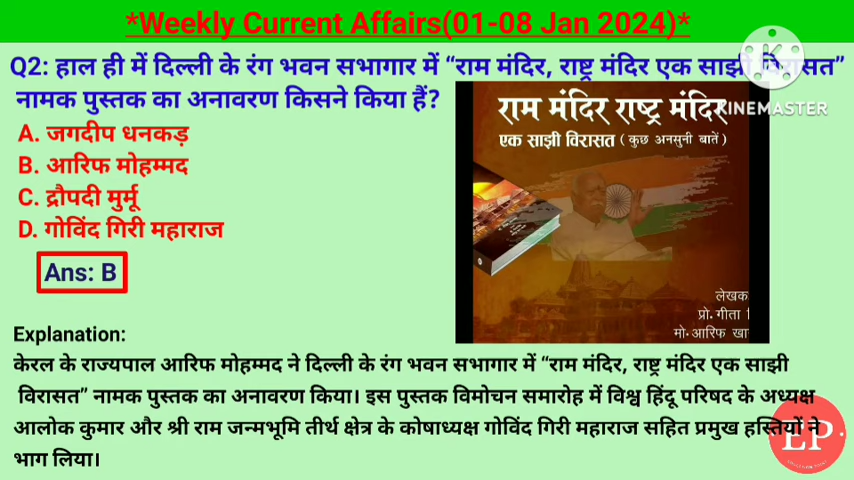 *Weekly Current Affairs(01-08 Jan 2024)*
Q2: हाल ही में दिल्ली के रंग भवन सभागार में “राम मंदिर, राष्ट्र मंदिर एक साझी विरासत”
नामक पुस्तक का अनावरण किसने किया हैं?
KINEMASTER
राम मंदिर राष्ट्र मंदिर
एक साझी विरासत ( कुछ अनसुनी बातें )
A. जगदीप धनकड़
B. आरिफ मोहम्मद
C. द्रौपदी मुर्मू
D. गोविंद गिरी महाराज
Ans: B
लेखक
प्रो. गीता
मो. आरिफ खा
Explanation:
केरल के राज्यपाल आरिफ मोहम्मद ने दिल्ली के रंग भवन सभागार में “राम मंदिर, राष्ट्र मंदिर एक साझी
विरासत” नामक पुस्तक का अनावरण किया। इस पुस्तक विमोचन समारोह में विश्व हिंदू परिषद के अध्यक्ष
आलोक कुमार और श्री राम जन्मभूमि तीर्थ क्षेत्र के कोषाध्यक्ष गोविंद गिरी महाराज सहित प्रमुख हस्तियों ने
भाग लिया।
EP